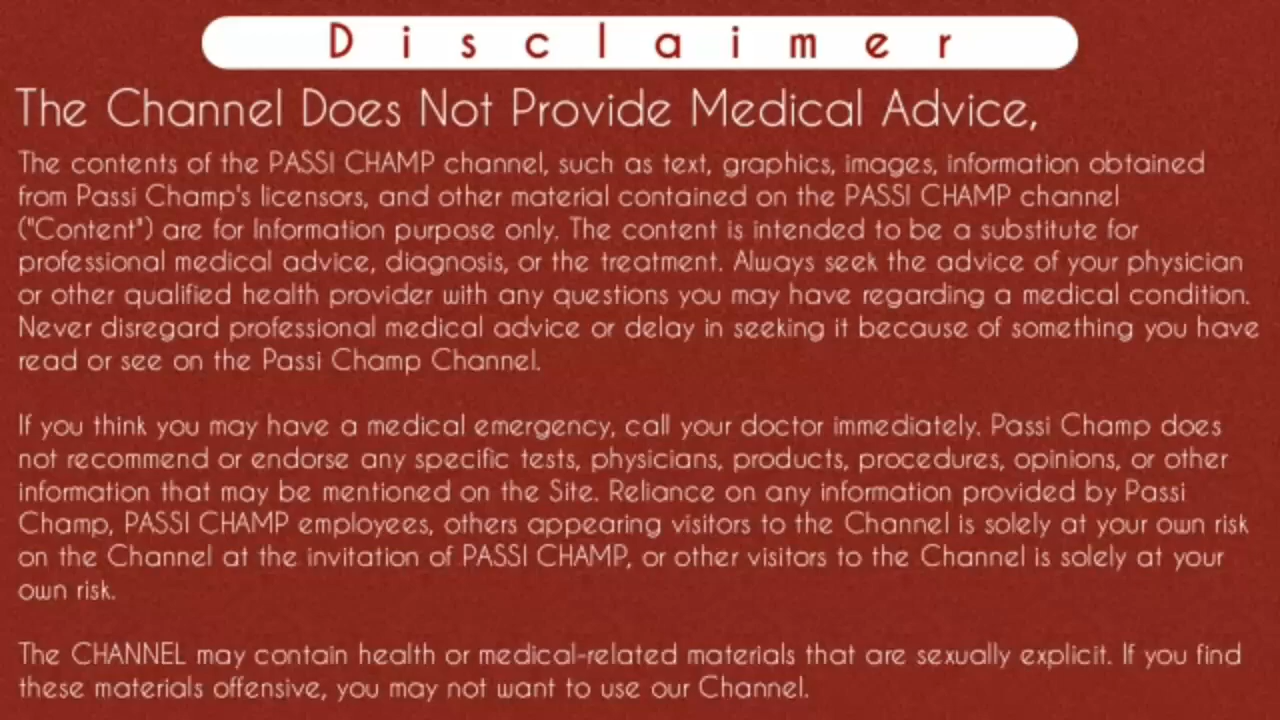 Disclaimer
The Channel Does Not Provide Medical Advice,
The contents of the PASSI CHAMP channel, such as text, graphics, images, information obtained
from Passi Champ's licensors, and other material contained on the PASSI CHAMP channel
("Content") are for Information purpose only. The content is intended to be a substitute for
professional medical advice, diagnosis, or the treatment. Always seek the advice of your physician
or other qualified health provider with any questions you may have regarding a medical condition.
Never disregard professional medical advice or delay in seeking it because of something you have
read or see on the Passi Champ Channel.
If you think you may have a medical emergency, call your doctor immediately. Passi Champ does
not recommend or endorse any specific tests, physicians, products, procedures, opinions, or other
information that may be mentioned on the Site. Reliance on any information provided by Passi
Champ, PASSI CHAMP employees, others appearing visitors to the Channel is solely at your own risk
on the Channel at the invitation of PASSI CHAMP, or other visitors to the Channel is solely at your
own risk.
The CHANNEL may contain health or medical-related materials that are sexually explicit. If you find
these materials offensive, you may not want to use our Channel.